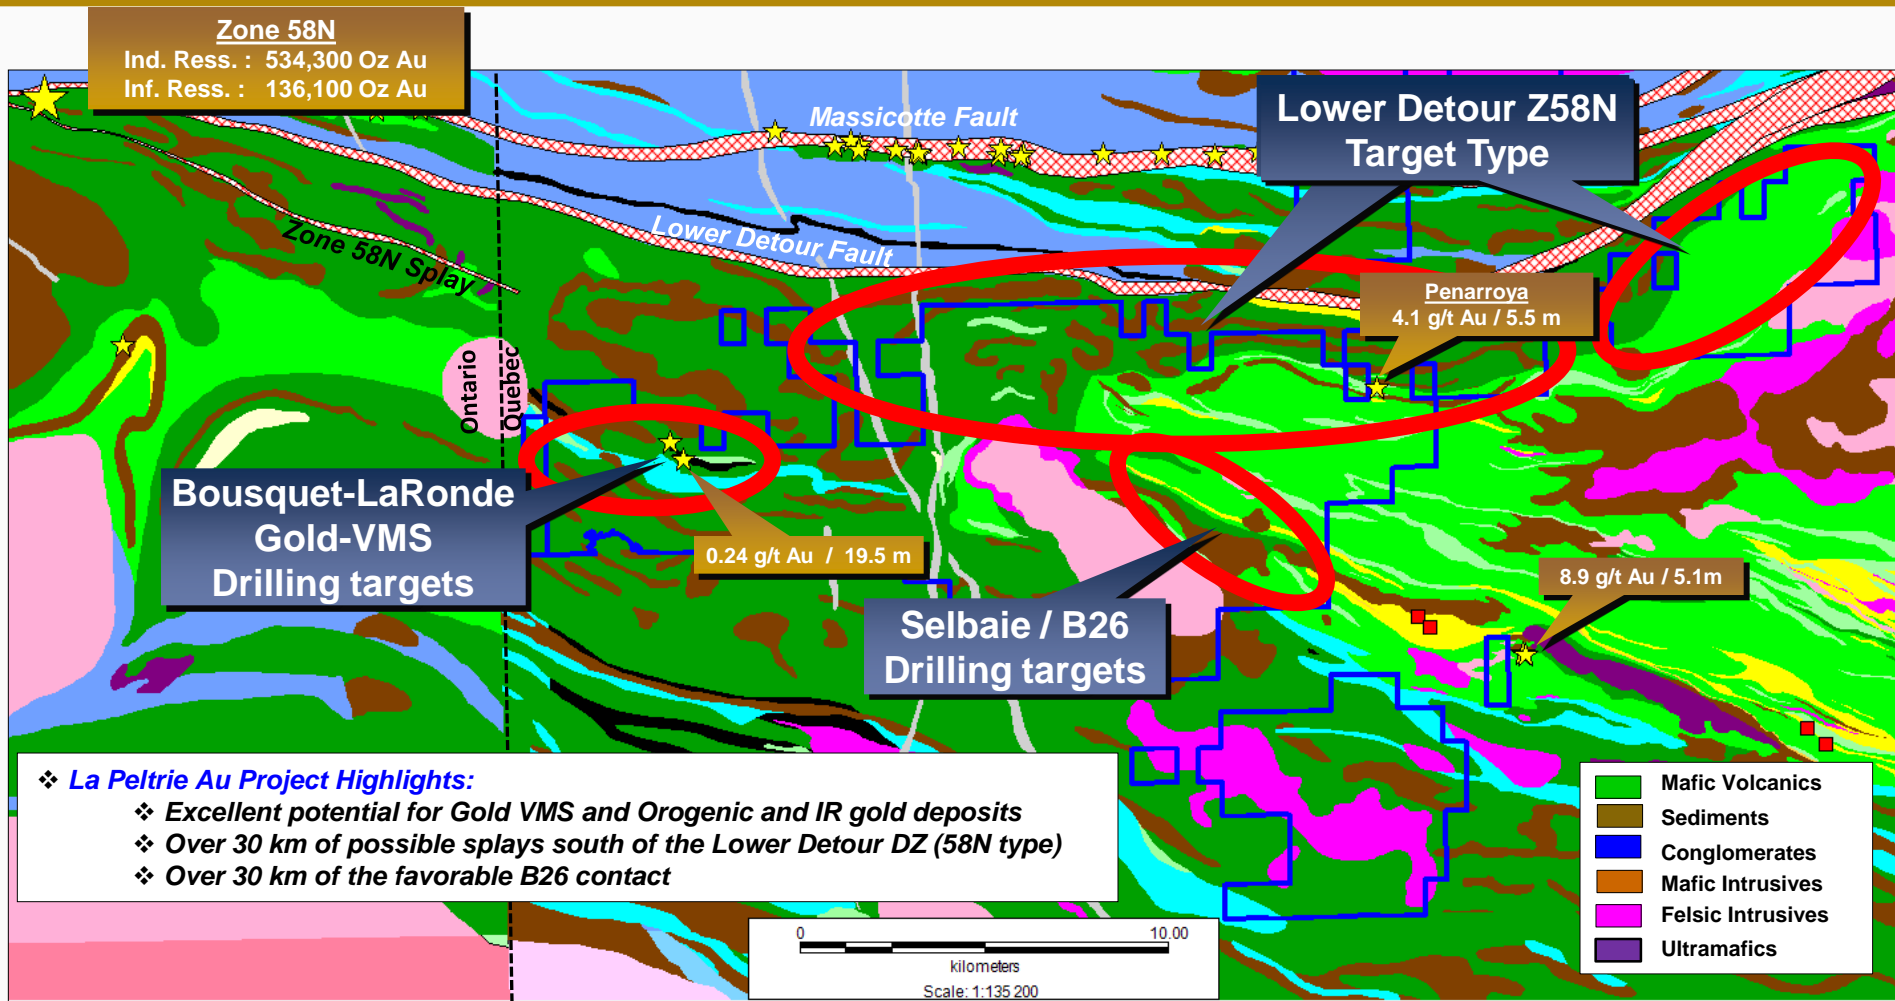 Zone 58N
Ind. Ress. : 534,300 Oz Au
Inf. Ress. : 136,100 Oz Au
Massicotte Fault
Lower Detour Z58N
Target Type
Lower Detour Fault
Zone 58N Splay
Penarroya
4.1 g/t Au / 5.5 m
Ontario
Quebec
Bousquet-LaRonde
Gold-VMS
Drilling targets
0.24 g/t Au / 19.5 m
8.9 g/t Au / 5.1m
Selbaie / B26
Drilling targets
❖ La Peltrie Au Project Highlights:
❖ Excellent potential for Gold VMS and Orogenic and IR gold deposits
❖ Over 30 km of possible splays south of the Lower Detour DZ (58N type)
❖ Over 30 km of the favorable B26 contact
Mafic Volcanics
Sediments
Conglomerates
Mafic Intrusives
Felsic Intrusives
Ultramafics
0 10.00
kilometers
Scale: 1:135 200